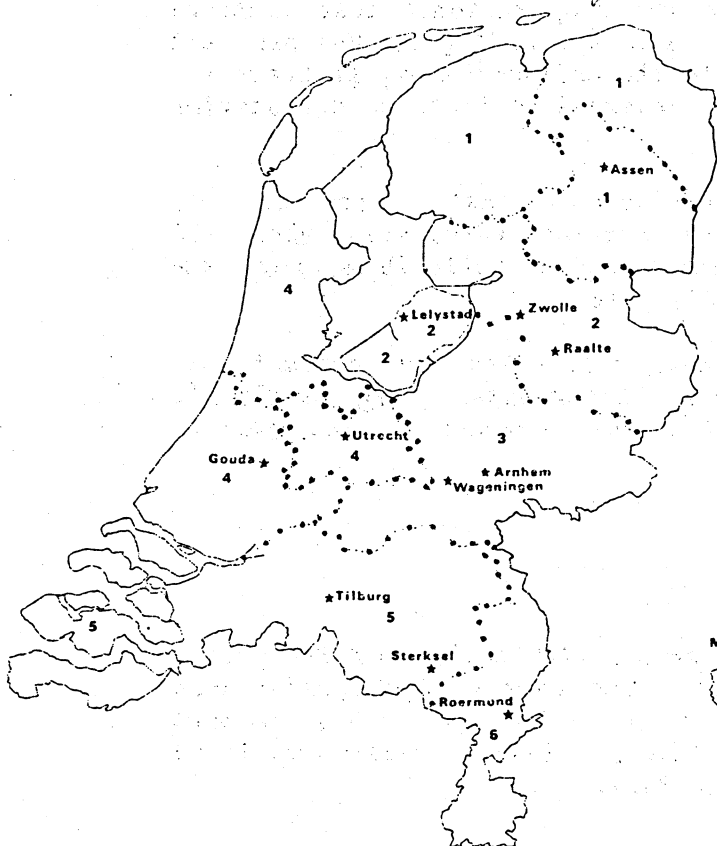 1
1
Assen
1
4
Lelystad
2
Zwolle
2
2
Raalte
Utrecht
4
3
Gouda
4
Arnhem
Wageningen
Tilburg
5
5
Sterksel
M
Roermond
6